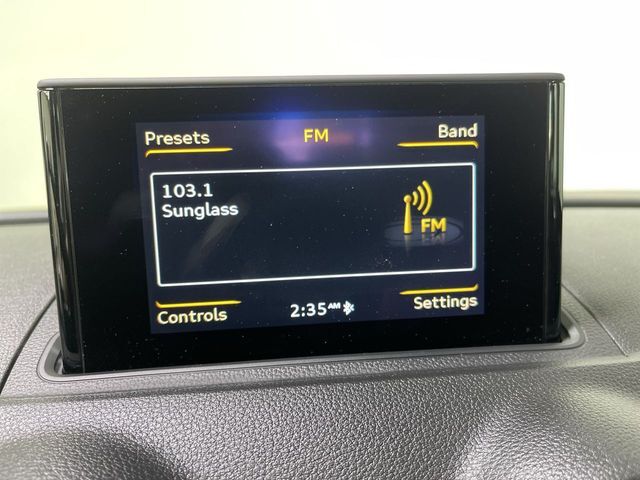 Presets FM Band
103.1
Sunglass
FM
Controls 2:35AM Settings